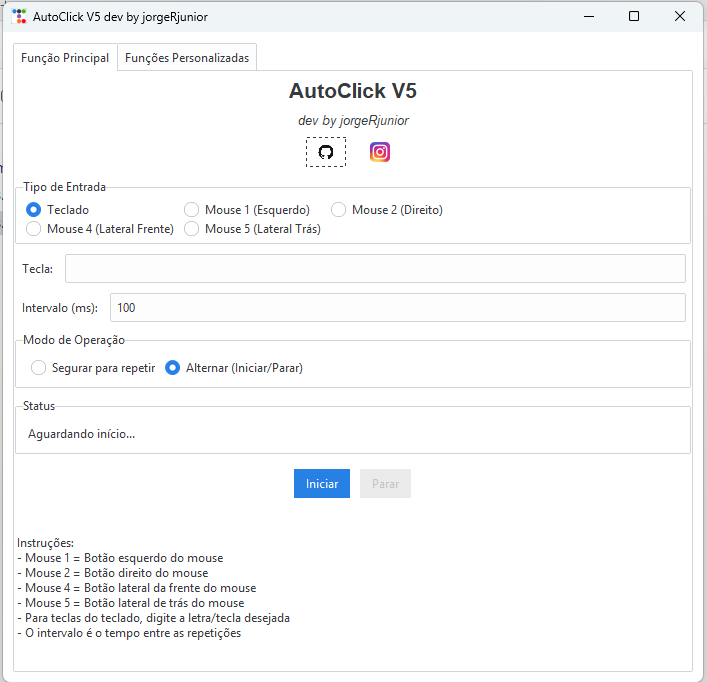 AutoClick V5 dev by jorgeRjunior
Função Principal Funções Personalizadas
AutoClick V5
dev by jorgeRjunior
Tipo de Entrada
Teclado Mouse 1 (Esquerdo) Mouse 2 (Direito)
Mouse 4 (Lateral Frente) Mouse 5 (Lateral Trás)
Tecla:
Intervalo (ms): 100
Modo de Operação
Segurar para repetir Alternar (Iniciar/Parar)
Status
Aguardando início...
Iniciar Parar
Instruções:
- Mouse 1 = Botão esquerdo do mouse
- Mouse 2 = Botão direito do mouse
- Mouse 4 = Botão lateral da frente do mouse
- Mouse 5 = Botão lateral de trás do mouse
- Para teclas do teclado, digite a letra/tecla desejada
- O intervalo é o tempo entre as repetições